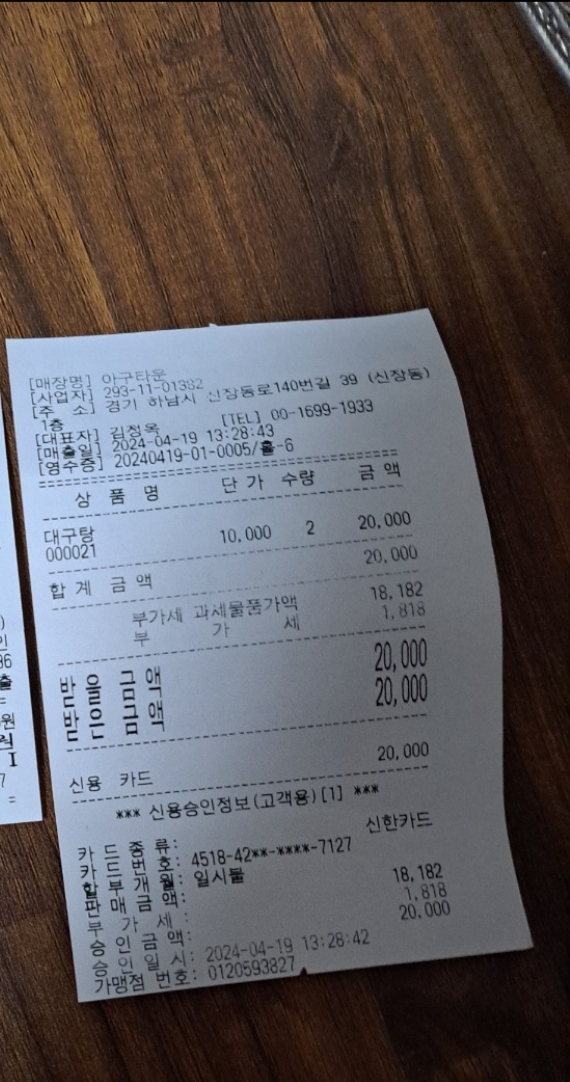 [매장명] 아구타운
[사업자] 293-11-01382
[주 소] 경기 하남시 신장동로140번길 39 (신장동)
1층
[대표자] 김정옥 [TEL] 00-1699-1933
[매출일] 2024-04-19 13:28:43
[영수증] 20240419-01-0005/홀-6
상 품 명 단 가 수량 금 액
대구탕 10,000 2 20,000
000021
합 계 금 액 20,000
부가세 과세물품가액 18,182
부 가 세 1,818
받 을 금 액 20,000
받 은 금 액 20,000
신용 카드 20,000
*** 신용승인정보(고객용)[1] ***
카 드 종 류: 신한카드
카 드 번 호: 4518-42**-****-7127
할 부 개 월: 일시불
판 매 금 액: 18,182
부 가 세: 1,818
승 인 금 액: 20,000
승 인 일 시: 2024-04-19 13:28:42
가맹점 번호: 0120593827